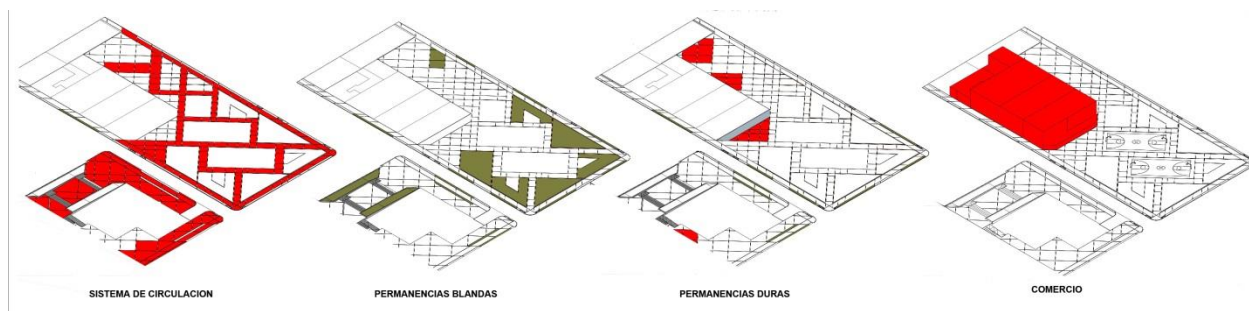 SISTEMA DE CIRCULACION
PERMANENCIAS BLANDAS
PERMANENCIAS DURAS
COMERCIO